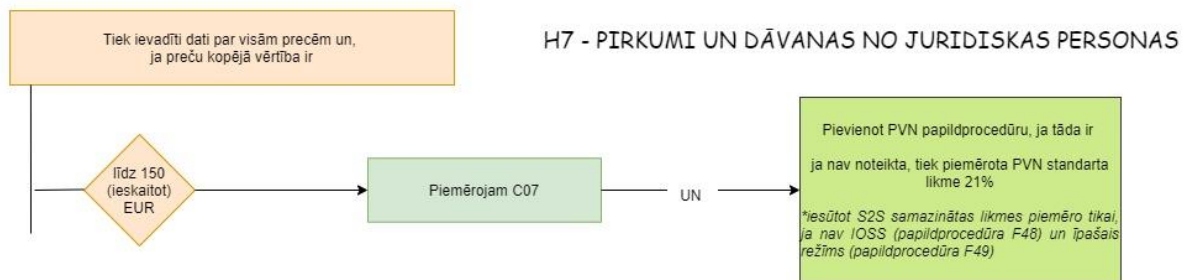 Tiek ievadīti dati par visām precēm un,
ja preču kopējā vērtība ir
H7 - PIRKUMI UN DĀVANAS NO JURIDISKAS PERSONAS
līdz 150
(ieskaitot)
EUR
Piemērojam C07
UN
Pievienot PVN papildprocedūru, ja tāda ir
ja nav noteikta, tiek piemērota PVN standarta
likme 21%
*iesūtot S2S samazinātas likmes piemēro tikai,
ja nav IOSS (papildprocedūra F48) un īpašais
režīms (papildprocedūra F49)